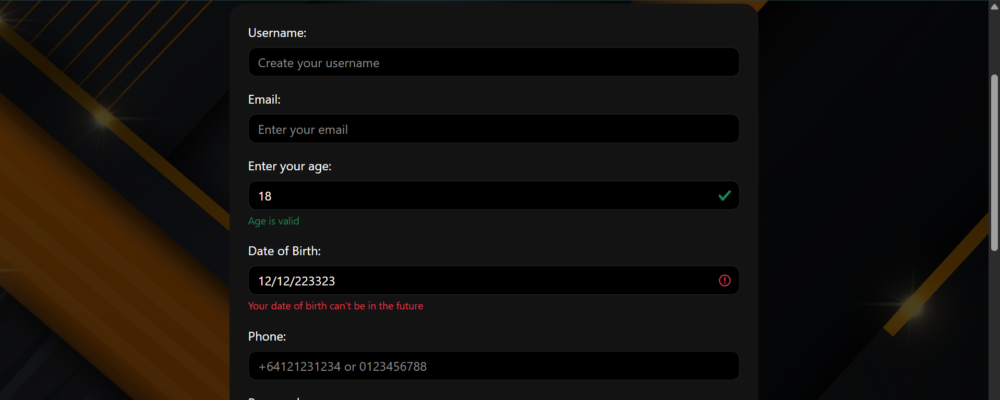 Username:
Create your username
Email:
Enter your email
Enter your age:
18
Age is valid
Date of Birth:
12/12/223323
Your date of birth can't be in the future
Phone:
+64121231234 or 0123456788